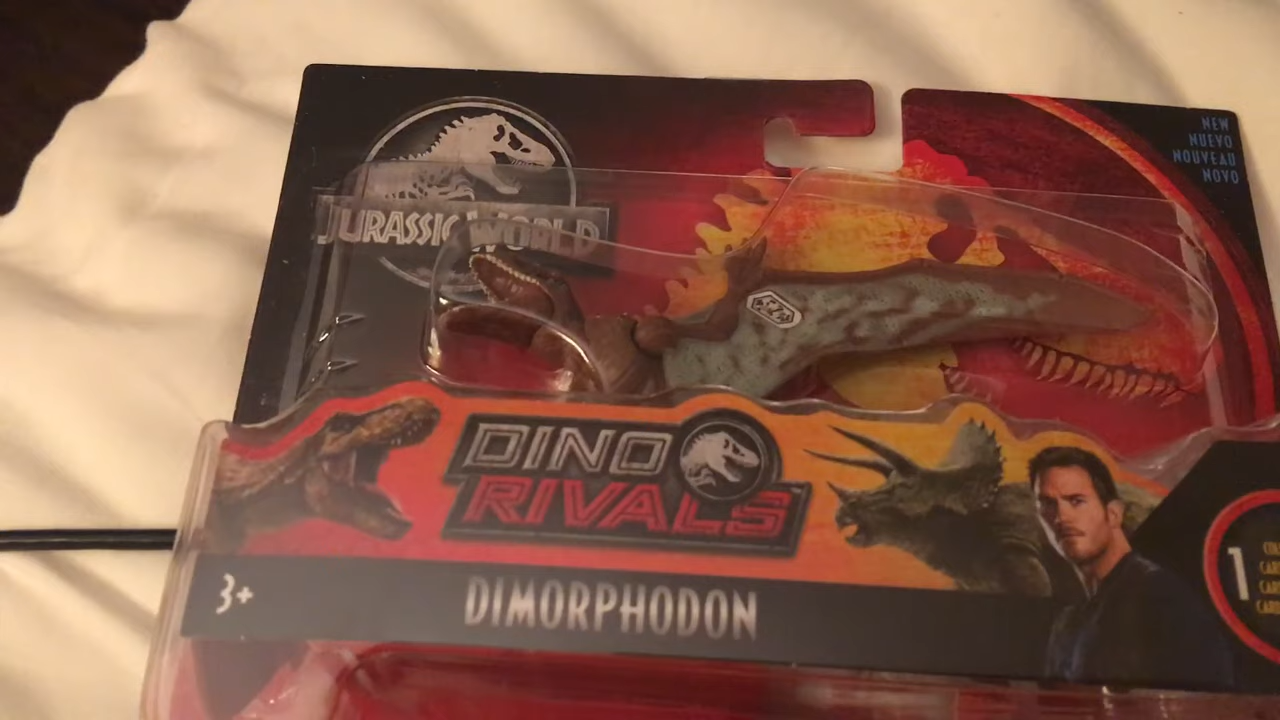 NEW
NUEVO
NOUVEAU
NOVO
JURASSIC WORLD
DINO
RIVALS
3+
DIMORPHODON
1